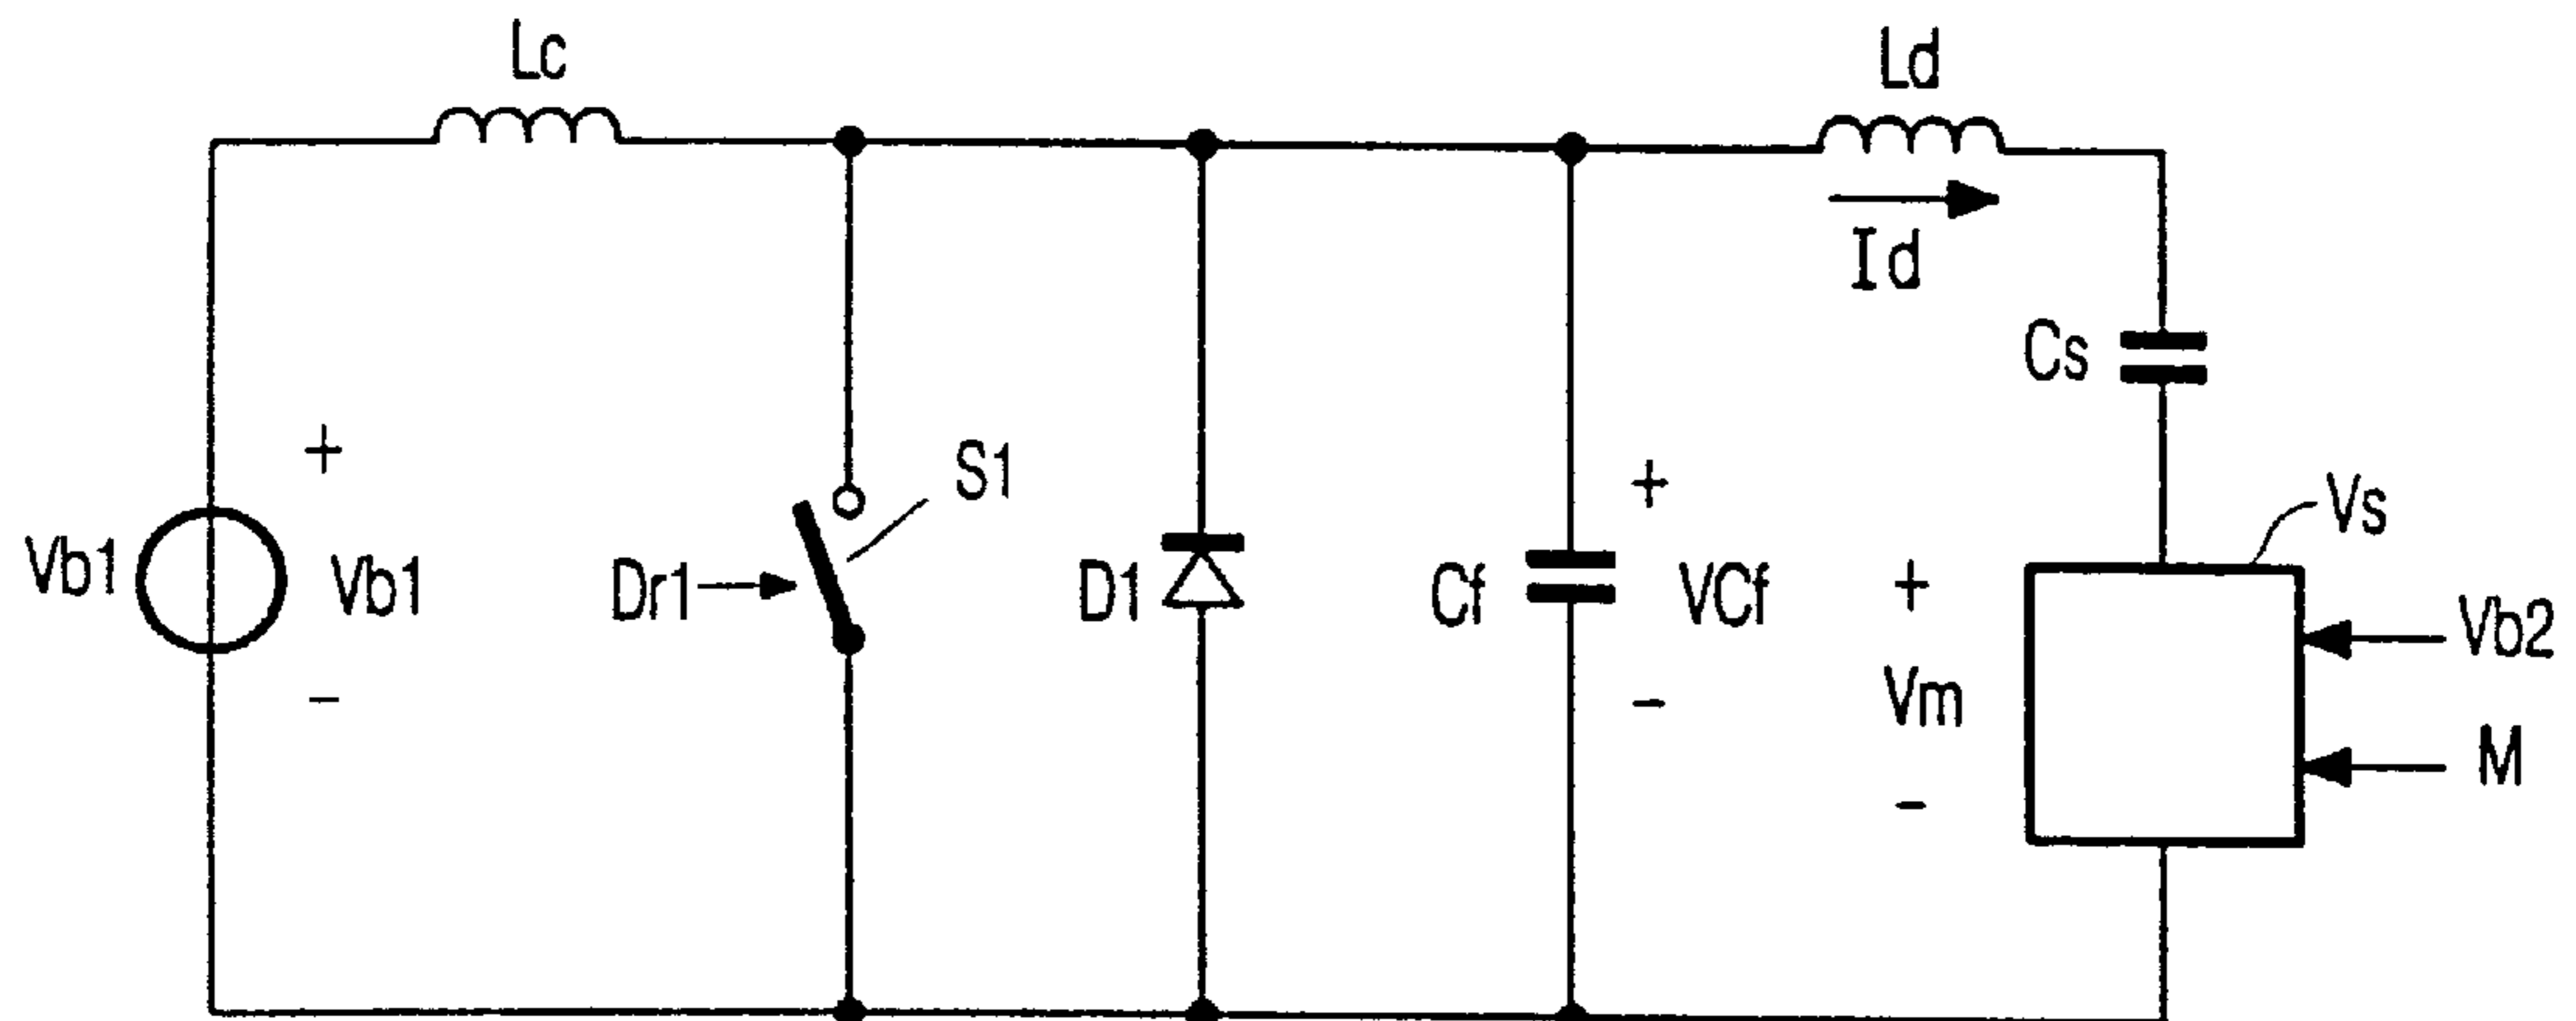 Lc
Ld
Id
Cs
+
S1
+
Vs
Vb1
Vb1
Dr1
D1
Cf
VCf
+
Vb2
Vm
-
-
M
-